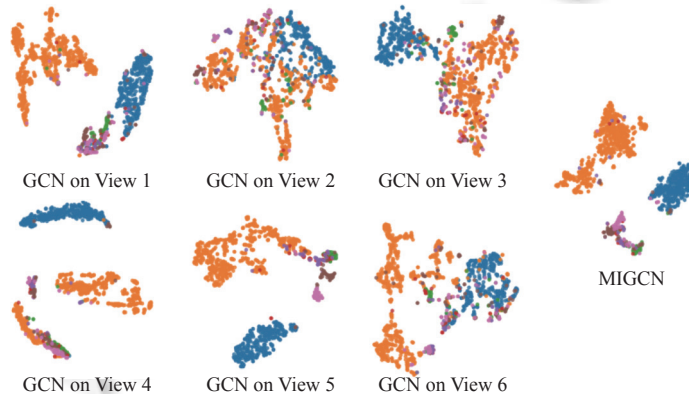 GCN on View 1
GCN on View 2
GCN on View 3
MIGCN
GCN on View 4
GCN on View 5
GCN on View 6